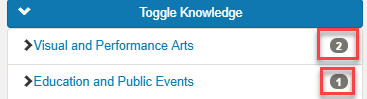 Toggle Knowledge
Visual and Performance Arts 2
Education and Public Events 1